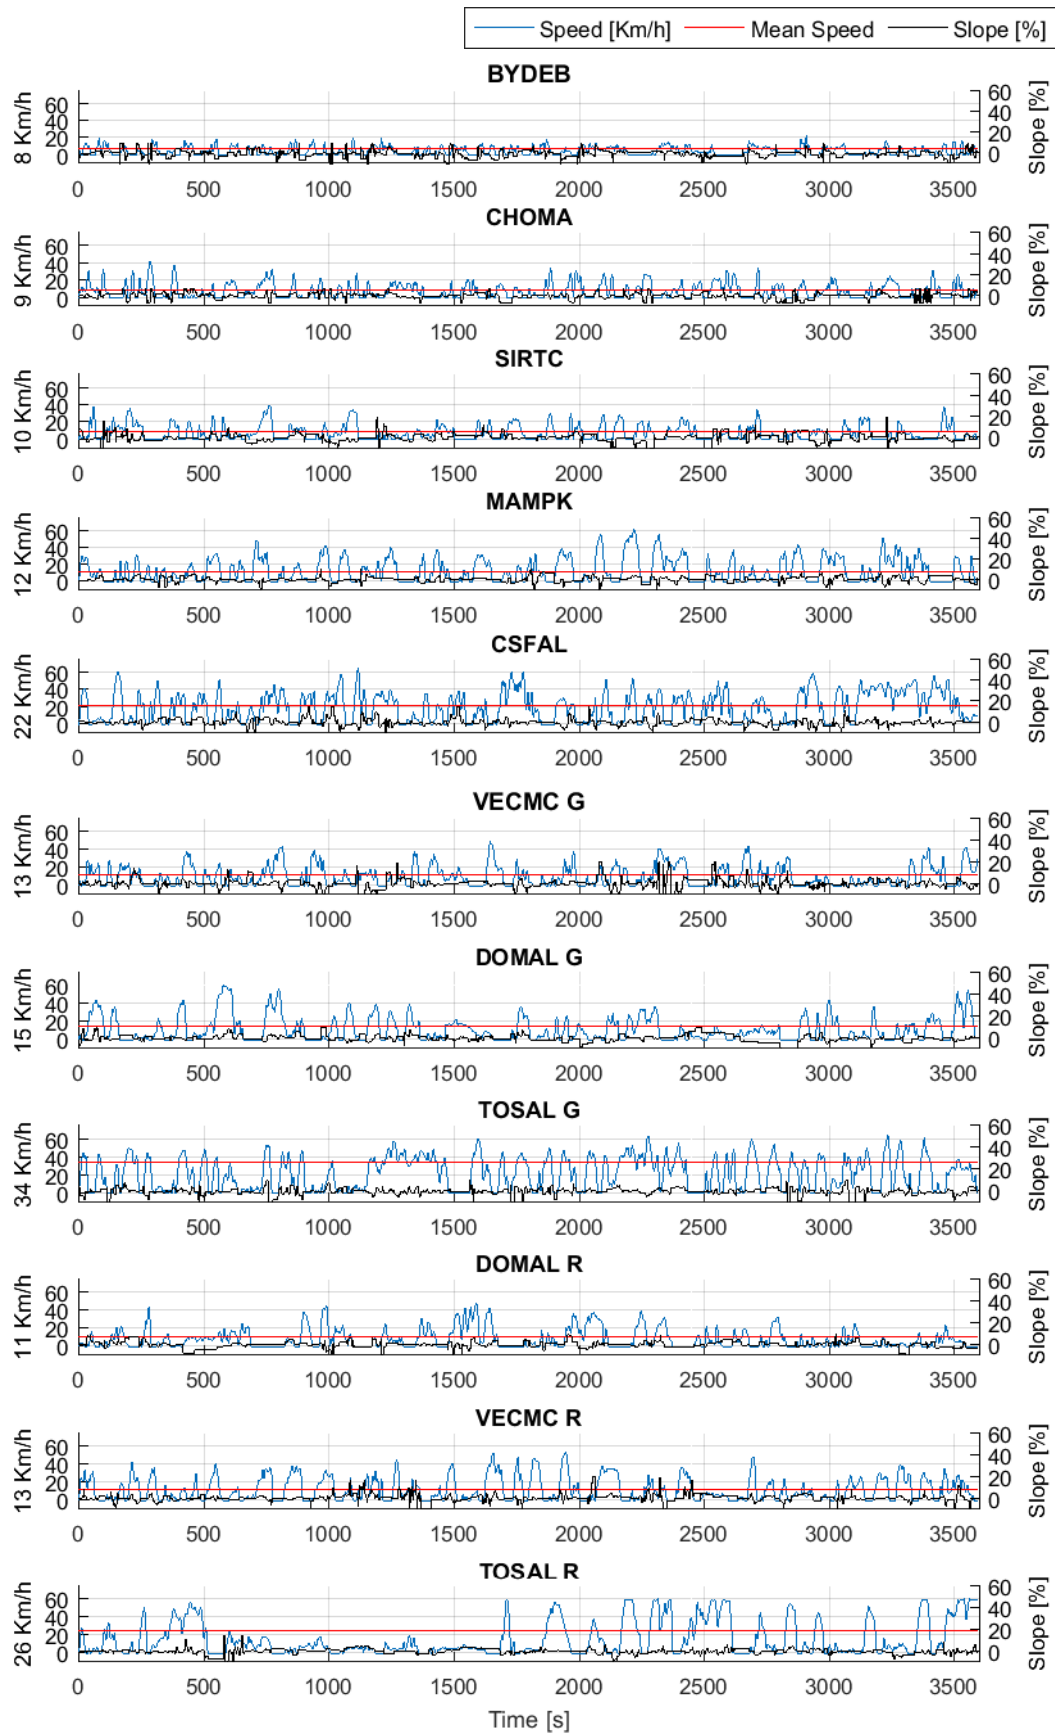 Speed [Km/h] Mean Speed Slope [%]
BYDEB
8 Km/h
60
40
20
0
60
40
20
0
Slope [%]
0 500 1000 1500 2000 2500 3000 3500
CHOMA
9 Km/h
60
40
20
0
60
40
20
0
Slope [%]
0 500 1000 1500 2000 2500 3000 3500
SIRTC
10 Km/h
60
40
20
0
60
40
20
0
Slope [%]
0 500 1000 1500 2000 2500 3000 3500
MAMPK
12 Km/h
60
40
20
0
60
40
20
0
Slope [%]
0 500 1000 1500 2000 2500 3000 3500
CSFAL
22 Km/h
60
40
20
0
60
40
20
0
Slope [%]
0 500 1000 1500 2000 2500 3000 3500
VECMC G
13 Km/h
60
40
20
0
60
40
20
0
Slope [%]
0 500 1000 1500 2000 2500 3000 3500
DOMAL G
15 Km/h
60
40
20
0
60
40
20
0
Slope [%]
0 500 1000 1500 2000 2500 3000 3500
TOSAL G
34 Km/h
60
40
20
0
60
40
20
0
Slope [%]
0 500 1000 1500 2000 2500 3000 3500
DOMAL R
11 Km/h
60
40
20
0
60
40
20
0
Slope [%]
0 500 1000 1500 2000 2500 3000 3500
VECMC R
13 Km/h
60
40
20
0
60
40
20
0
Slope [%]
0 500 1000 1500 2000 2500 3000 3500
TOSAL R
26 Km/h
60
40
20
0
60
40
20
0
Slope [%]
0 500 1000 1500 2000 2500 3000 3500
Time [s]